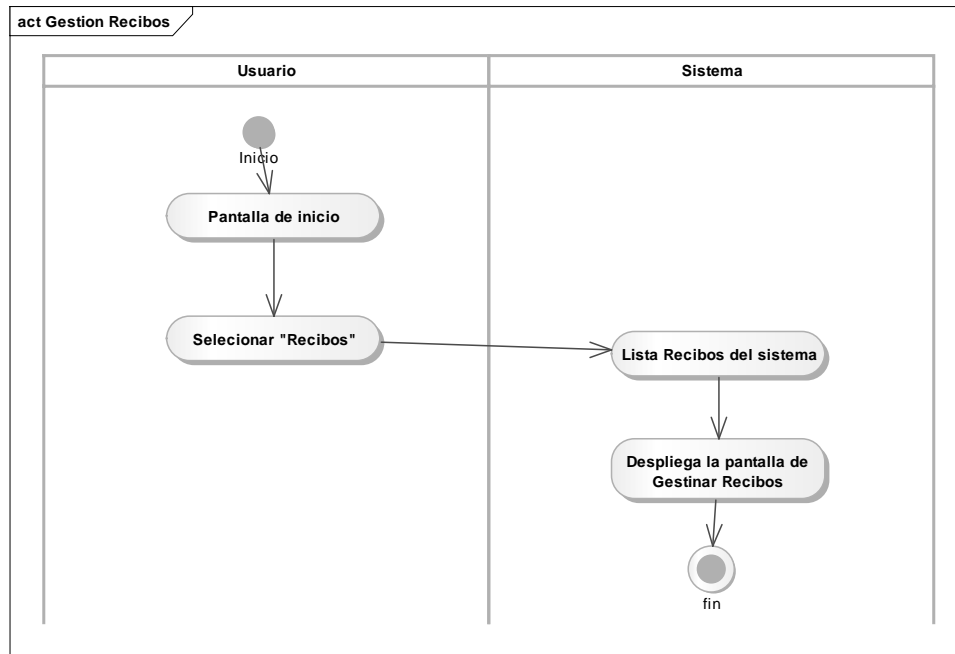 act Gestion Recibos
Usuario
Sistema
Inicio
Pantalla de inicio
Selecionar "Recibos"
Lista Recibos del sistema
Despliega la pantalla de
Gestinar Recibos
fin